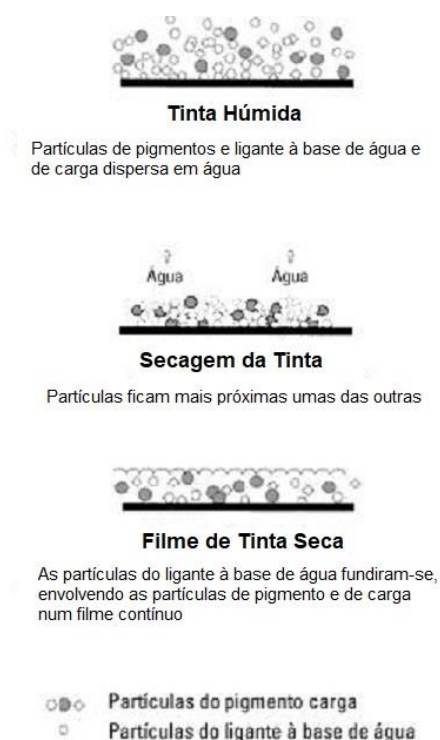 Tinta Húmida
Partículas de pigmentos e ligante à base de água e
de carga dispersa em água
Água Água
Secagem da Tinta
Partículas ficam mais próximas umas das outras
Filme de Tinta Seca
As partículas do ligante à base de água fundiram-se,
envolvendo as partículas de pigmento e de carga
num filme contínuo
Partículas do pigmento carga
Partículas do ligante à base de água